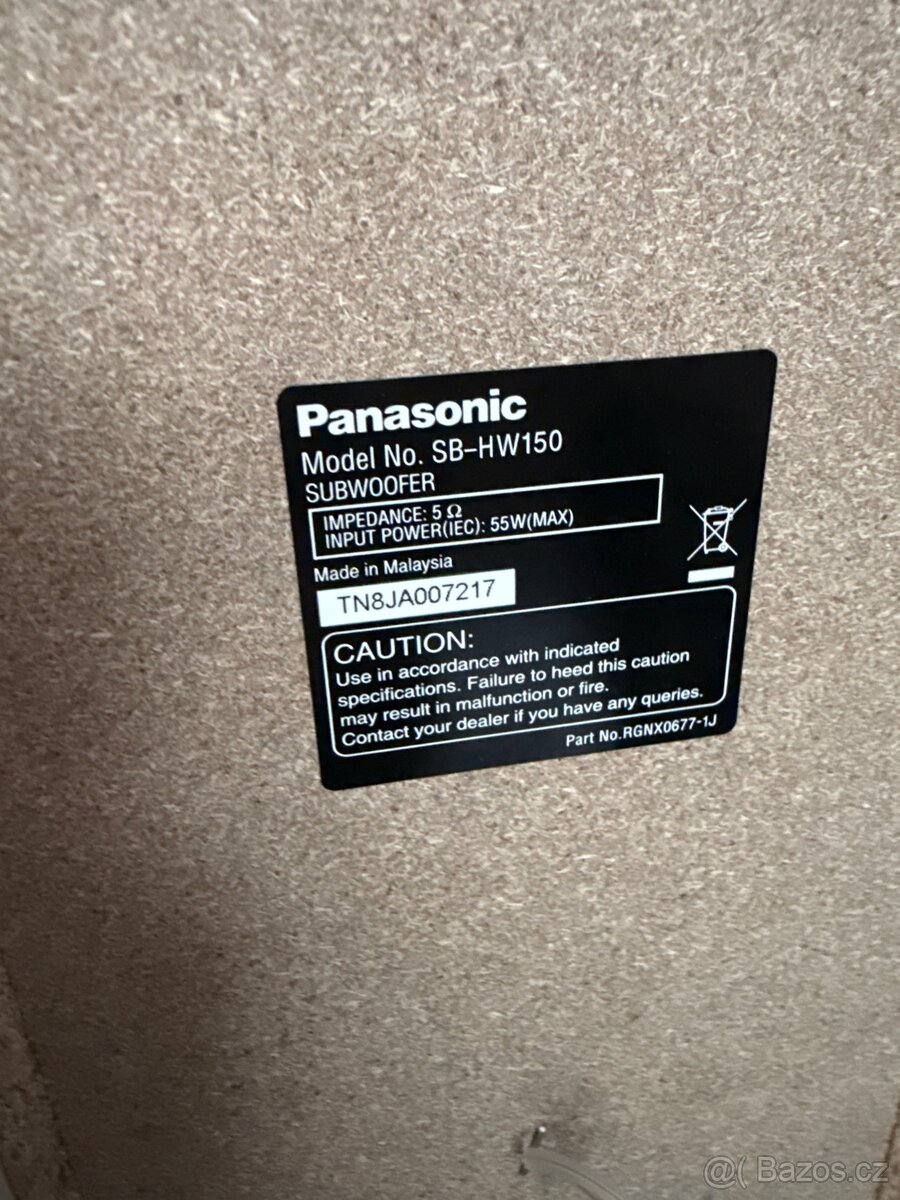 Panasonic
Model No. SB-HW150
SUBWOOFER
IMPEDANCE: 5 Ω
INPUT POWER(IEC): 55W(MAX)
Made in Malaysia
TN8JA007217
CAUTION:
Use in accordance with indicated
specifications. Failure to heed this caution
may result in malfunction or fire.
Contact your dealer if you have any queries.
Part No.RGNX0677-1J
@( Bazos.cz